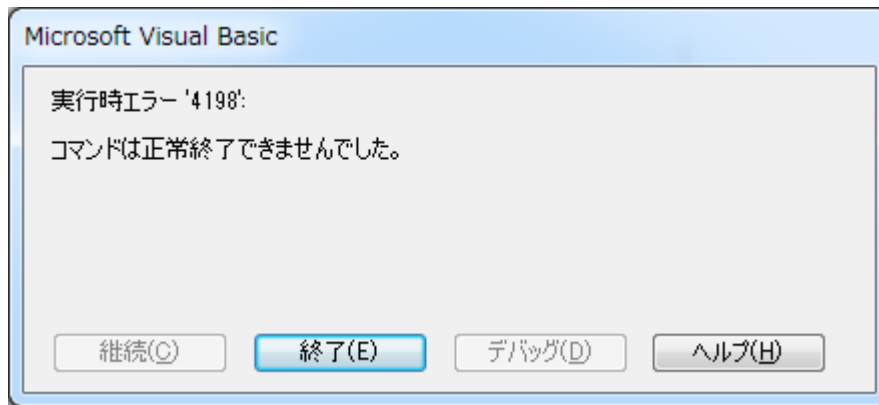 Microsoft Visual Basic
実行時エラー '4198':
コマンドは正常終了できませんでした。
継続(C) 終了(E) デバッグ(D) ヘルプ(H)